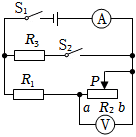 S₁ A
R₃ S₂
R₁ P
a R₂ b
V